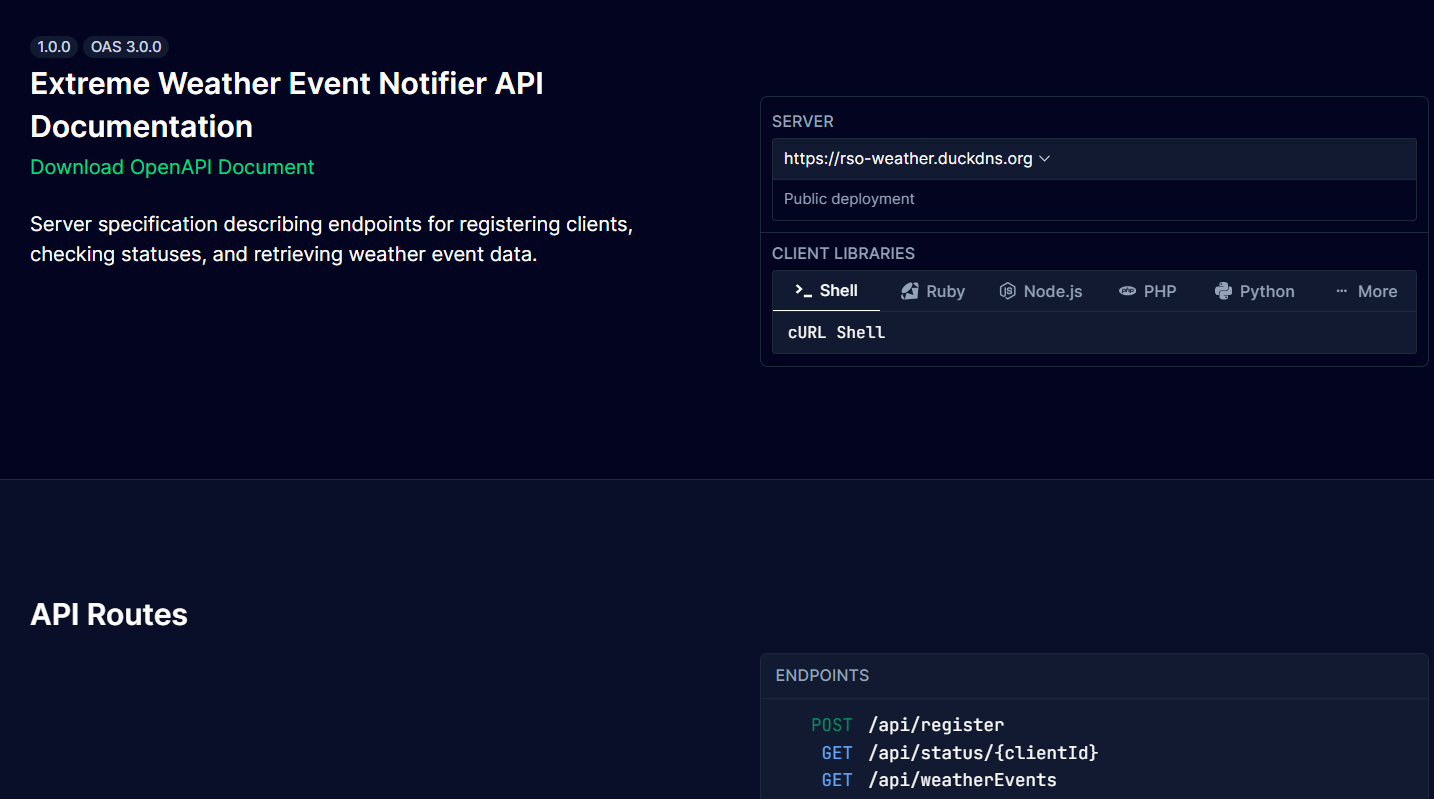 1.0.0 OAS 3.0.0
Extreme Weather Event Notifier API
Documentation
Download OpenAPI Document
Server specification describing endpoints for registering clients,
checking statuses, and retrieving weather event data.
SERVER
https://rso-weather.duckdns.org
Public deployment
CLIENT LIBRARIES
Shell Ruby Node.js PHP Python More
cURL Shell
API Routes
ENDPOINTS
POST /api/register
GET /api/status/{clientId}
GET /api/weatherEvents